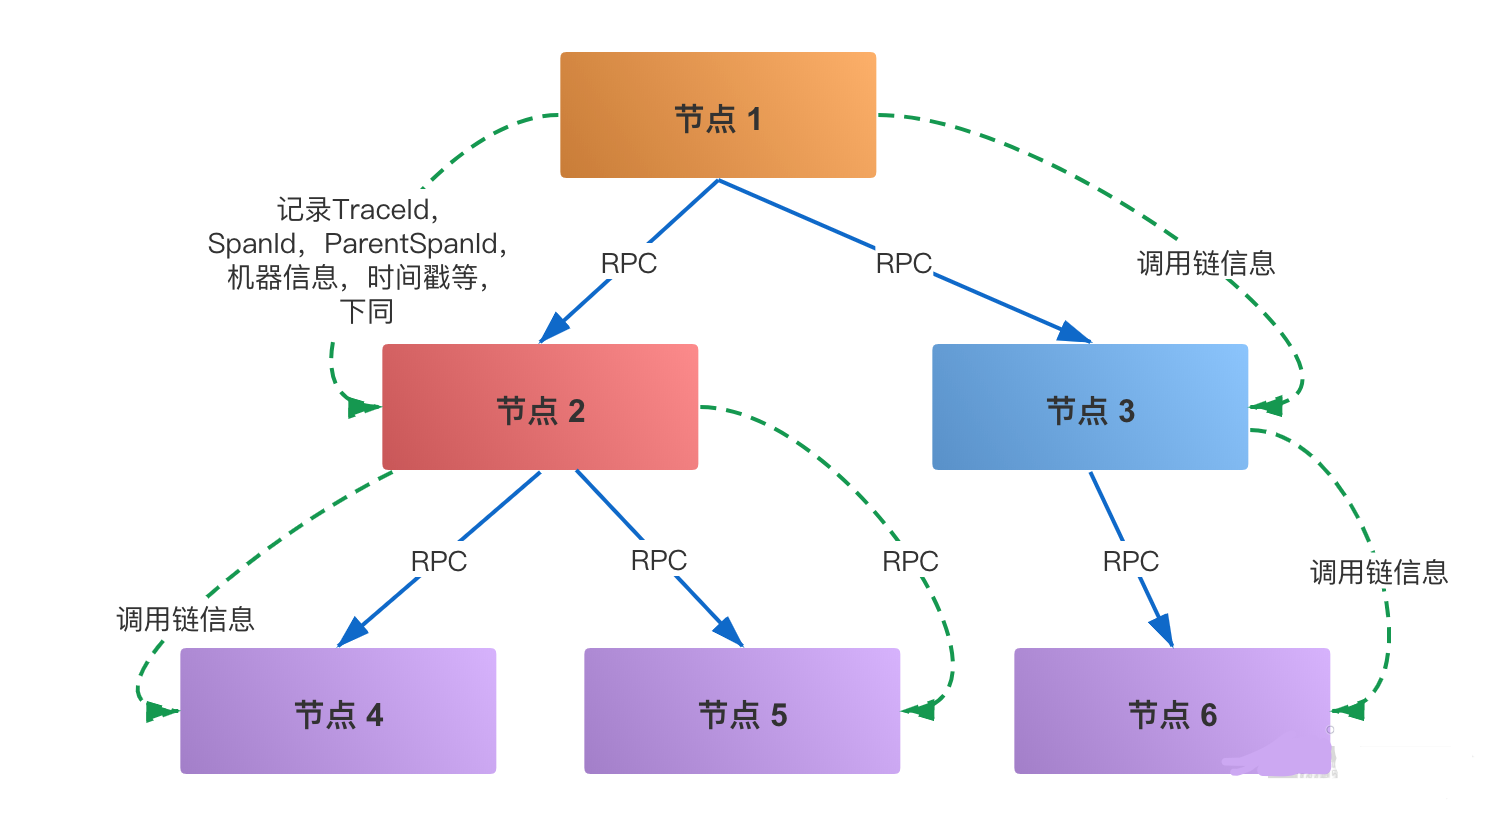 节点 1
记录TraceId，
SpanId，ParentSpanId，
机器信息，时间戳等，
下同
RPC
RPC
调用链信息
节点 2
节点 3
RPC
RPC
RPC
RPC
调用链信息
调用链信息
节点 4
节点 5
节点 6